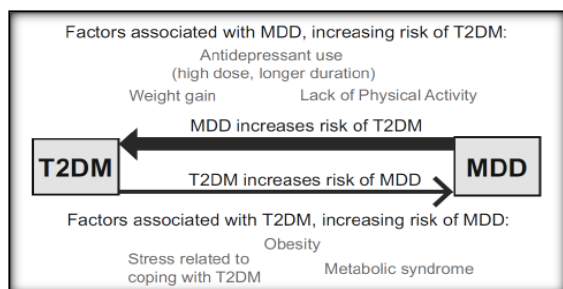 Factors associated with MDD, increasing risk of T2DM:
Antidepressant use
(high dose, longer duration)
Weight gain Lack of Physical Activity
MDD increases risk of T2DM
T2DM MDD
T2DM increases risk of MDD
Factors associated with T2DM, increasing risk of MDD:
Obesity
Stress related to
coping with T2DM
Metabolic syndrome